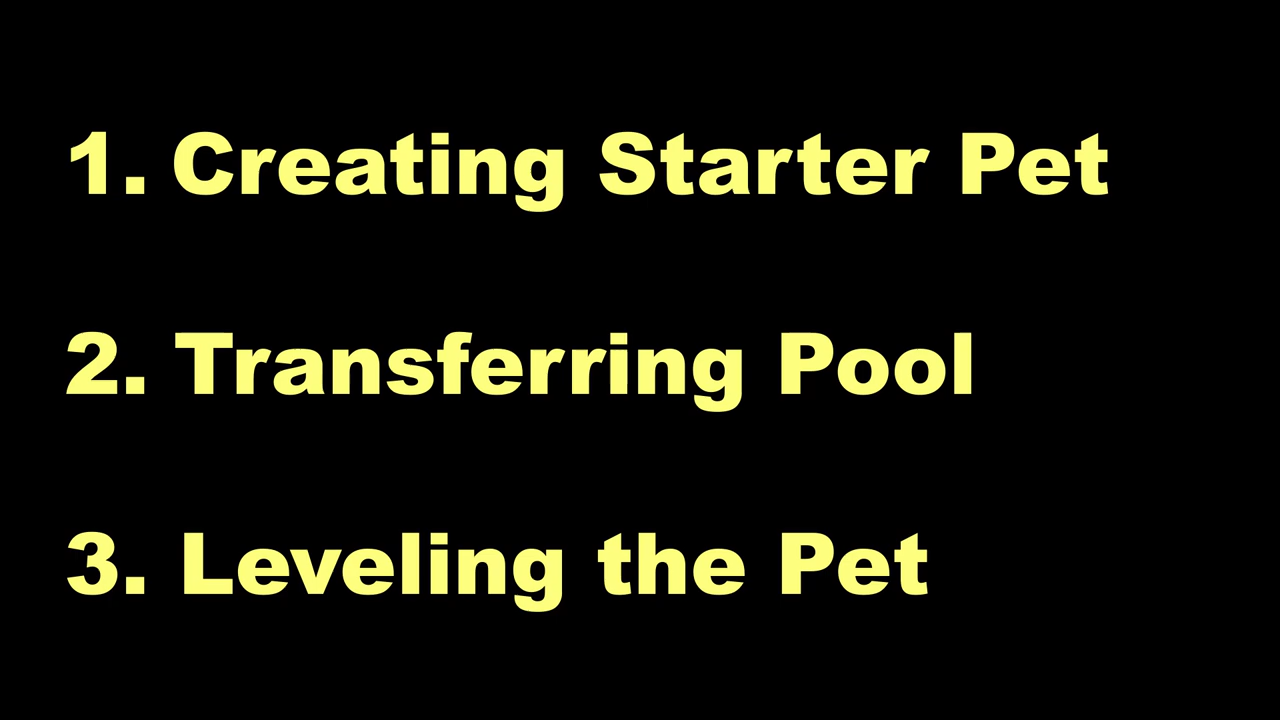 1. Creating Starter Pet
2. Transferring Pool
3. Leveling the Pet